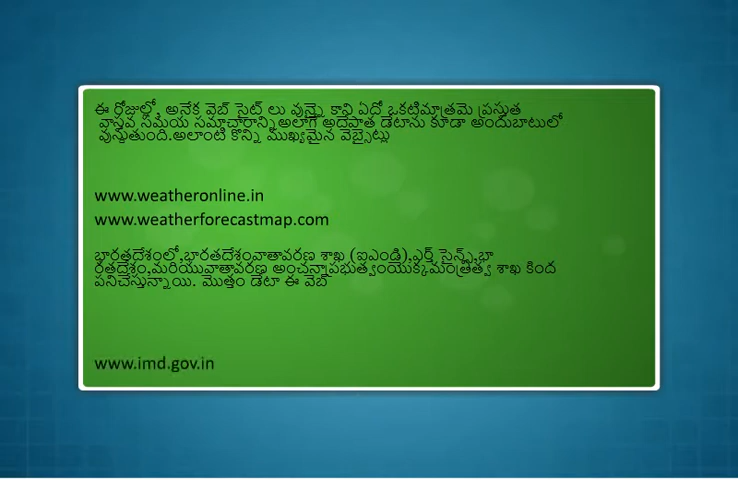 ఈ రోజుల్లో, అనేక వెబ్ సైట్ లు వున్నై కాని ఏదో ఒకటిమాత్రమె ప్రస్తుత
వాస్తవ సమయ సమాచారాన్ని,అలాగే అదేపాత డేటాను కూడా అందుబాటులో
వుస్తుతుంది.అలాంటి కొన్ని ముఖ్యమైన వెబ్సైట్లు
www.weatheronline.in
www.weatherforecastmap.com
భారతదేశంలో,భారతదేశంవాతావరణ శాఖ (ఐఎండి),ఎర్త్ సైన్స్,భా
రతదేశం,మరియువాతావరణ అంచనాప్రభుత్వంయొక్కమంత్రిత్వ శాఖ కింద
పనిచేస్తున్నాయి. మొత్తం డేటా ఈ వెబ్
www.imd.gov.in